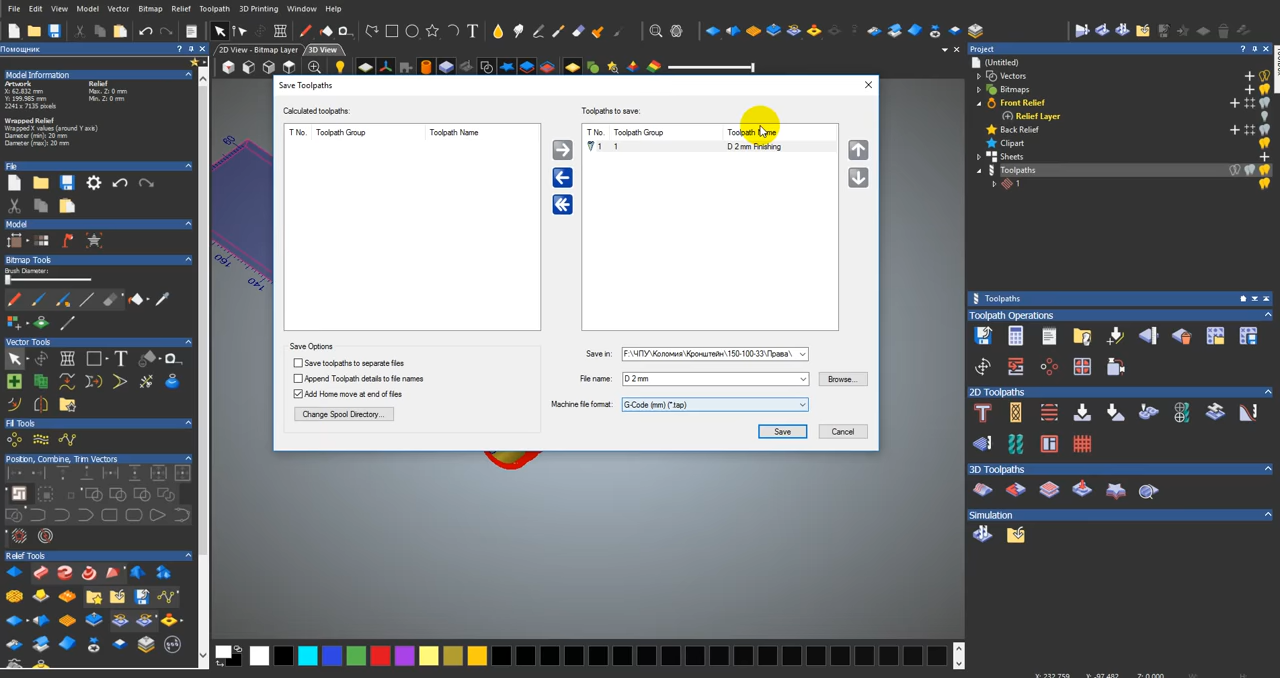 File Edit View Model Vector Bitmap Relief Toolpath 3D Printing Window Help
Помощник
2D View - Bitmap Layer 3D View
Project
Model Information
Artwork Relief
X: 62.832 Max. Z: 0 mm
Y: 199.985 mm Min. Z: 0 mm
2241 x 7135 pixels
Wrapped X values (around Y axis)
Diameter (min): 20 mm
Diameter (max): 20 mm
File
Model
Bitmap Tools
Brush Diameter:
Vector Tools
Fill Tools
Position, Combine, Trim Vectors
Relief Tools
160
140
Save Toolpaths
Calculated toolpaths:
T No. Toolpath Group Toolpath Name
Toolpaths to save:
T No. Toolpath Group Toolpath Name
1 1 D 2 mm Finishing
Save Options
Save toolpaths to separate files
Append Toolpath details to file names
Add Home move at end of files
Change Spool Directory...
Save in: F:\ЧПУ\Коломия\Кронштейн\150-100-33\Права\
File name: D 2 mm
Browse...
Machine file format: G-Code (mm) (*.tap)
Save Cancel
(Untitled)
Vectors
Bitmaps
Front Relief
Relief Layer
Back Relief
Clipart
Sheets
Toolpaths
1
Toolpaths
Toolpath Operations
2D Toolpaths
3D Toolpaths
Simulation
X: 232.759 Y: -97.482 Z: 0.000